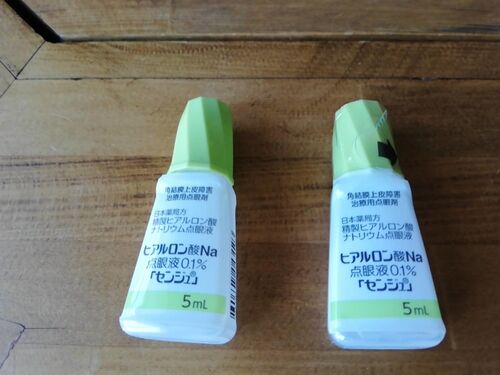 角結膜上皮障害
治療用点眼剤
日本薬局方
精製ヒアルロン酸
ナトリウム点眼液
ヒアルロン酸Na
点眼液0.1%
「センジュ」®
5mL
角結膜上皮障害
治療用点眼剤
日本薬局方
精製ヒアルロン酸
ナトリウム点眼液
ヒアルロン酸Na
点眼液0.1%
「センジュ」®
5mL